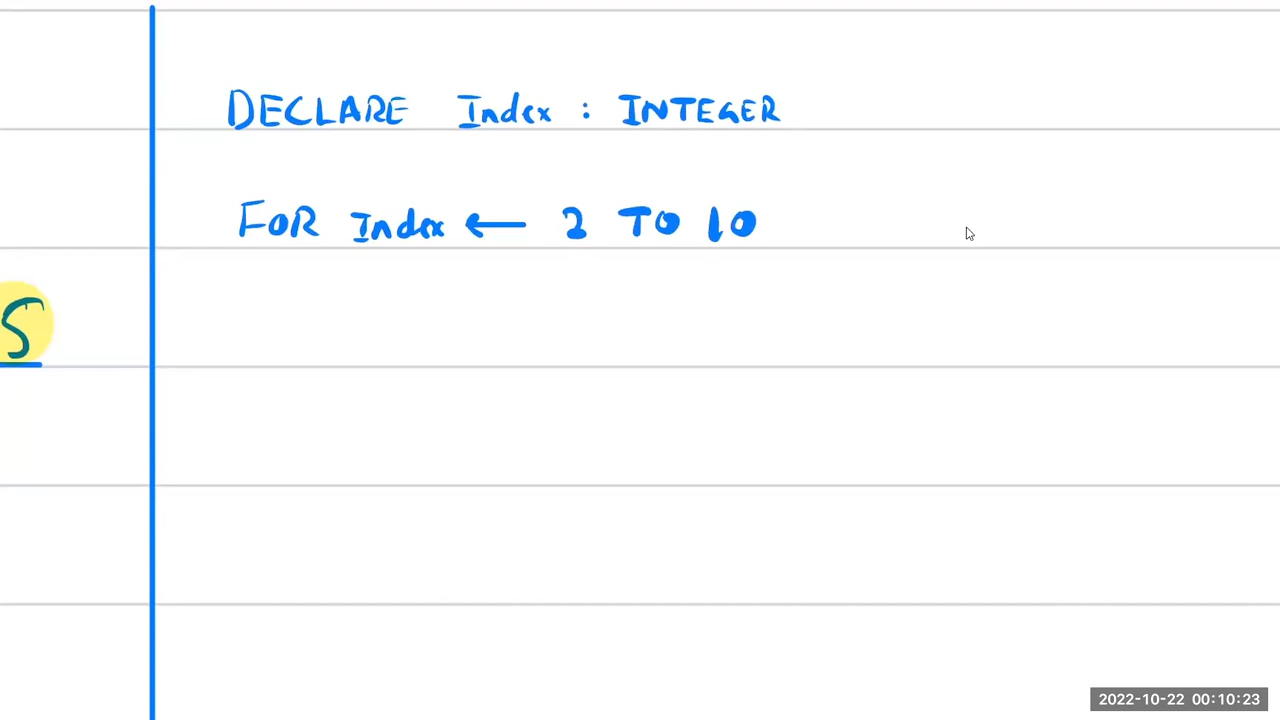 DECLARE Index : INTEGER
FOR Index ← 2 TO 10
S
2022-10-22 00:10:23